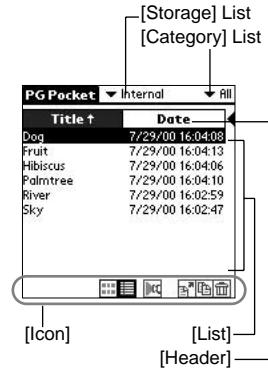 [Storage] List
[Category] List
PG Pocket Internal All
Title ↑ Date
Dog 7/29/00 16:04:08
Fruit 7/29/00 16:04:13
Hibiscus 7/29/00 16:04:06
Palmtree 7/29/00 16:04:10
River 7/29/00 16:02:59
Sky 7/29/00 16:02:47
[Icon] [List]
[Header]